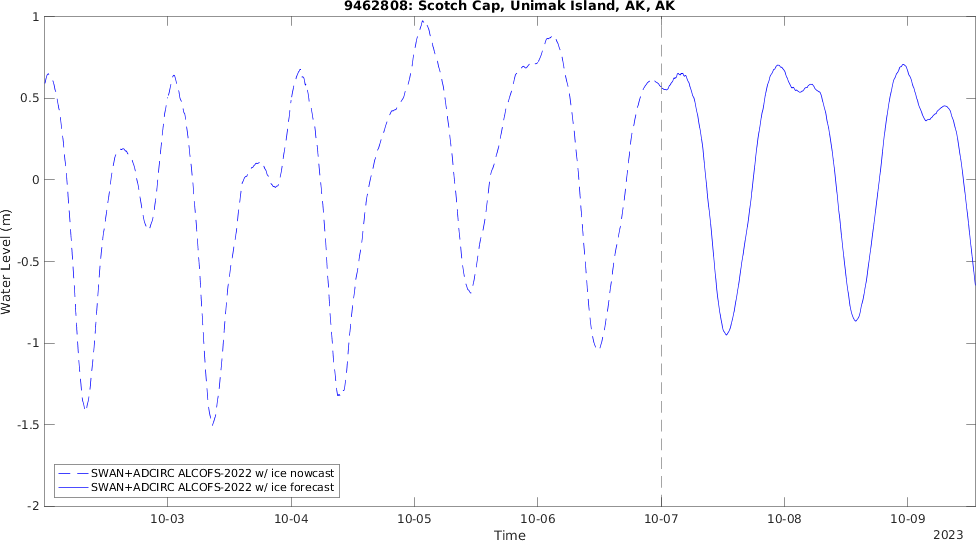 9462808: Scotch Cap, Unimak Island, AK, AK
Water Level (m)
1
0.5
0
-0.5
-1
-1.5
-2
SWAN+ADCIRC ALCOFS-2022 w/ ice nowcast
SWAN+ADCIRC ALCOFS-2022 w/ ice forecast
10-03 10-04 10-05 10-06 10-07 10-08 10-09
Time
2023